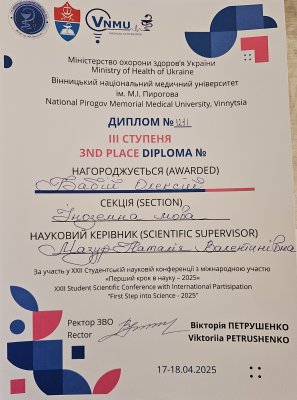 VNMU
Міністерство охорони здоров'я України
Ministry of Health of Ukraine
Вінницький національний медичний університет
ім. М.І. Пирогова
National Pirogov Memorial Medical University, Vinnytsia
ДИПЛОМ №
ІІІ СТУПЕНЯ
3ND PLACE DIPLOMA №
НАГОРОДЖУЄТЬСЯ (AWARDED)
Бабій Олексій
СЕКЦІЯ (SECTION)
Іноземна мова
НАУКОВИЙ КЕРІВНИК (SCIENTIFIC SUPERVISOR)
Мазур Наталія Валентинівна
За участь у XXII Студентській науковій конференції з міжнародною участю
«Перший крок в науку – 2025»
XXII Student Scientific Conference with International Partisipation
"First Step into Science - 2025"
Ректор ЗВО
Rector
Вікторія ПЕТРУШЕНКО
Viktoriia PETRUSHENKO
17-18.04.2025